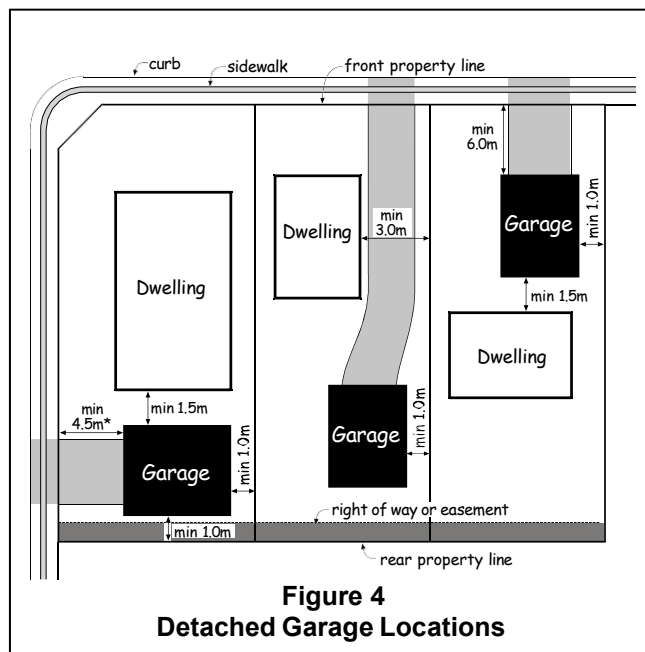 curb
sidewalk
front property line
min
6.0m
min 1.0m
Garage
Dwelling
min
3.0m
Dwelling
min 1.5m
Dwelling
min 1.5m
min
4.5m*
Garage
min 1.0m
Garage
min 1.0m
min 1.0m
right of way or easement
rear property line
Figure 4
Detached Garage Locations